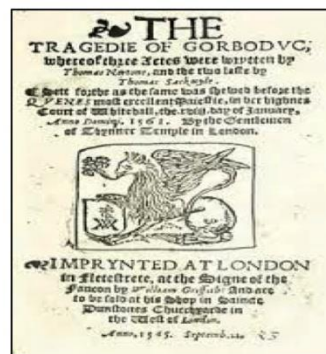 THE
TRAGEDIE OF GORBODVC,
whereof three Actes were wrytten by
Thomas Nortone, and the two laste by
Thomas Sackuyle.
Sett forthe as the same was shewed before the
QVENES most excellent Maiestie, in her highnes
Court of Whitehall, the .xviii. day of January,
Anno Domini. 1561. By the Gentlemen
of Thynner Temple in London.
IMPRYNTED AT LONDON
in Fletestrete, at the Signe of the
Faucon by William Griffith: And are
to be sold at his Shop in Saincte
Dunstones Churchyarde in
the West of London.
Anno, 1565. Septemb. 22.